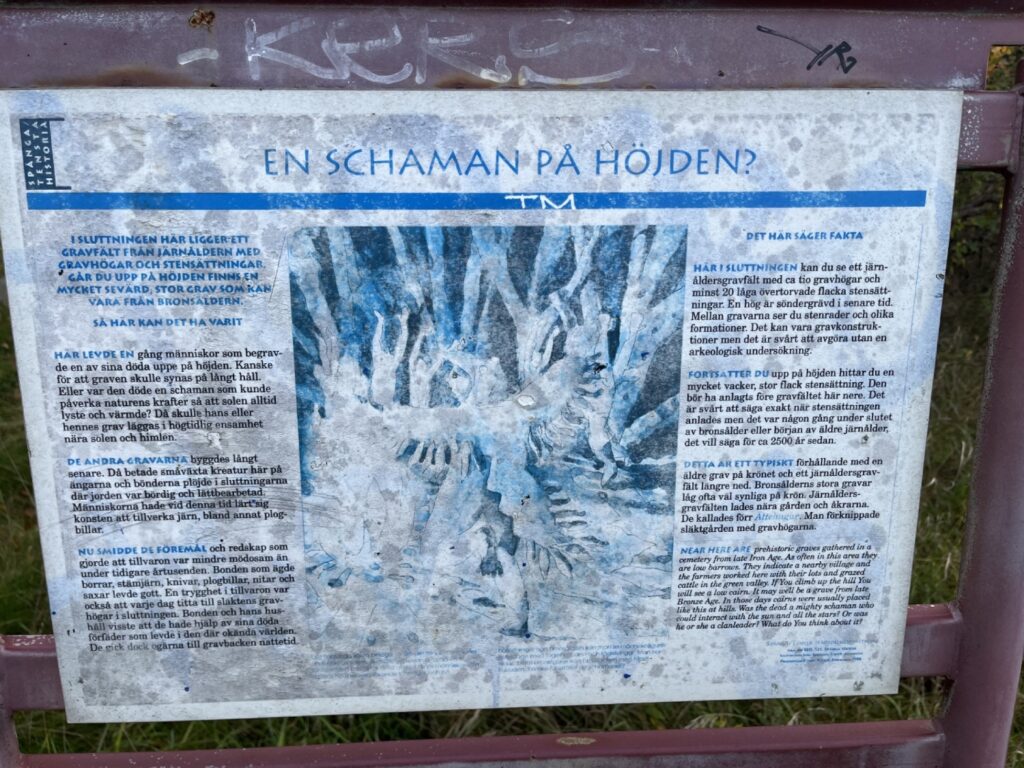 KERS
SPÅNGA/
TENSTA
HISTORIA
EN SCHAMAN PÅ HÖJDEN?
TM
I SLUTTNINGEN HÄR LIGGER ETT
GRAVFÄLT FRÅN JÄRNÅLDERN MED
GRAVHÖGAR OCH STENSÄTTNINGAR.
GÅR DU UPP PÅ HÖJDEN FINNS EN
MYCKET SEVÄRD, STOR GRAV SOM KAN
VARA FRÅN BRONSÅLDERN.
SÅ HÄR KAN DET HA VARIT
HÄR LEVDE EN gång människor som begrav-
de en av sina döda uppe på höjden. Kanske
för att graven skulle synas på långt håll.
Eller var den döde en schaman som kunde
påverka naturens krafter så att solen alltid
lyste och värmde? Då skulle hans eller
hennes grav läggas i högtidlig ensamhet
nära solen och himlen.
DE ANDRA GRAVARNA byggdes långt
senare. Då betade småväxta kreatur här på
ängarna och bönderna plöjde i sluttningarna
där jorden var bördig och lättbearbetad.
Människorna hade vid denna tid lärt sig
konsten att tillverka järn, bland annat plog-
billar.
NU SMIDDE DE FÖREMÅL och redskap som
gjorde att tillvaron var mindre mödosam än
under tidigare årtusenden. Bonden som ägde
borrar, stämjärn, knivar, plogbillar, nitar och
saxar levde gott. En trygghet i tillvaron var
också att varje dag titta till släktens grav-
högar i sluttningen. Bonden och hans hus-
håll visste att de hade hjälp av sina döda
förfäder som levde i den där okända världen.
De gick dock ogärna till gravbacken nattetid.
DET HÄR SÄGER FAKTA
HÄR I SLUTTNINGEN kan du se ett järn-
åldersgravfält med ca tio gravhögar och
minst 20 låga övertorvade flacka stensätt-
ningar. En hög är söndergrävd i senare tid.
Mellan gravarna ser du stenrader och olika
formationer. Det kan vara gravkonstruk-
tioner men det är svårt att avgöra utan en
arkeologisk undersökning.
FORTSÄTTER DU upp på höjden hittar du en
mycket vacker, stor flack stensättning. Den
bör ha anlagts före gravfältet här nere. Det
är svårt att säga exakt när stensättningen
anlades men det var någon gång under slutet
av bronsålder eller början av äldre järnålder,
det vill säga för ca 2500 år sedan.
DETTA ÄR ETT TYPISKT förhållande med en
äldre grav på krönet och ett järnåldersgrav-
fält längre ned. Bronsålderns stora gravar
låg ofta väl synliga på krön. Järnålders-
gravfälten lades nära gården och åkrarna.
De kallades förr Ättehagar. Man förknippade
släktgården med gravhögarna.
NEAR HERE ARE prehistoric graves gathered in a
cemetery from late Iron Age. As often in this area they
are low barrows. They indicate a nearby village and
the farmers worked here with their lots and grazed
cattle in the green valley. If You climb up the hill You
will see a low cairn. It may well be a grave from late
Bronze Age. In those days cairns were usually placed
like this at hills. Was the dead a mighty schaman who
could interact with the sun and all the stars? Or was
he or she a clanleader? What do You think about it?